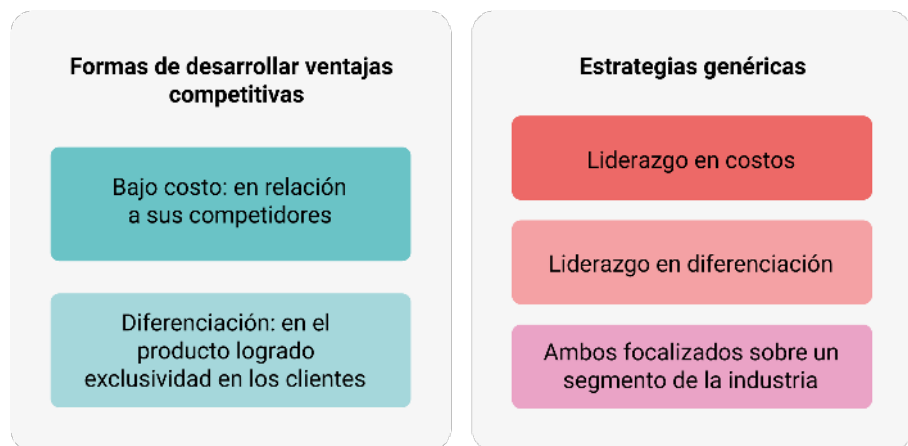 Formas de desarrollar ventajas
competitivas
Bajo costo: en relación
a sus competidores
Diferenciación: en el
producto logrado
exclusividad en los clientes
Estrategias genéricas
Liderazgo en costos
Liderazgo en diferenciación
Ambos focalizados sobre un
segmento de la industria